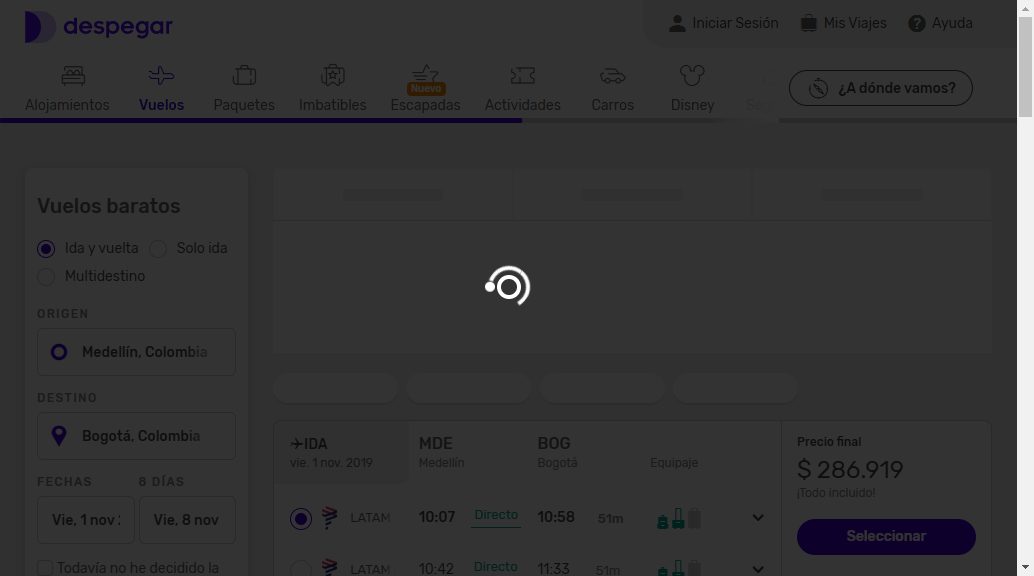 despegar
Iniciar Sesión
Mis Viajes
Ayuda
Alojamientos
Vuelos
Paquetes
Imbatibles
Nuevo
Escapadas
Actividades
Carros
Disney
¿A dónde vamos?
Vuelos baratos
Ida y vuelta
Solo ida
Multidestino
ORIGEN
Medellín, Colombia
DESTINO
Bogotá, Colombia
FECHAS
8 DÍAS
Vie, 1 nov
Vie, 8 nov
Todavía no he decidido la
IDA
vie. 1 nov. 2019
MDE
Medellín
BOG
Bogotá
Equipaje
LATAM 10:07 Directo 10:58 51m
LATAM 10:42 Directo 11:33 51m
Precio final
$ 286.919
¡Todo incluido!
Seleccionar